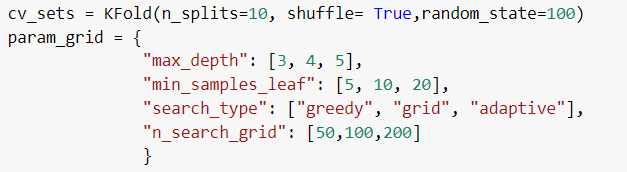 cv_sets = KFold(n_splits=10, shuffle= True,random_state=100)
param_grid = {
"max_depth": [3, 4, 5],
"min_samples_leaf": [5, 10, 20],
"search_type": ["greedy", "grid", "adaptive"],
"n_search_grid": [50,100,200]
}